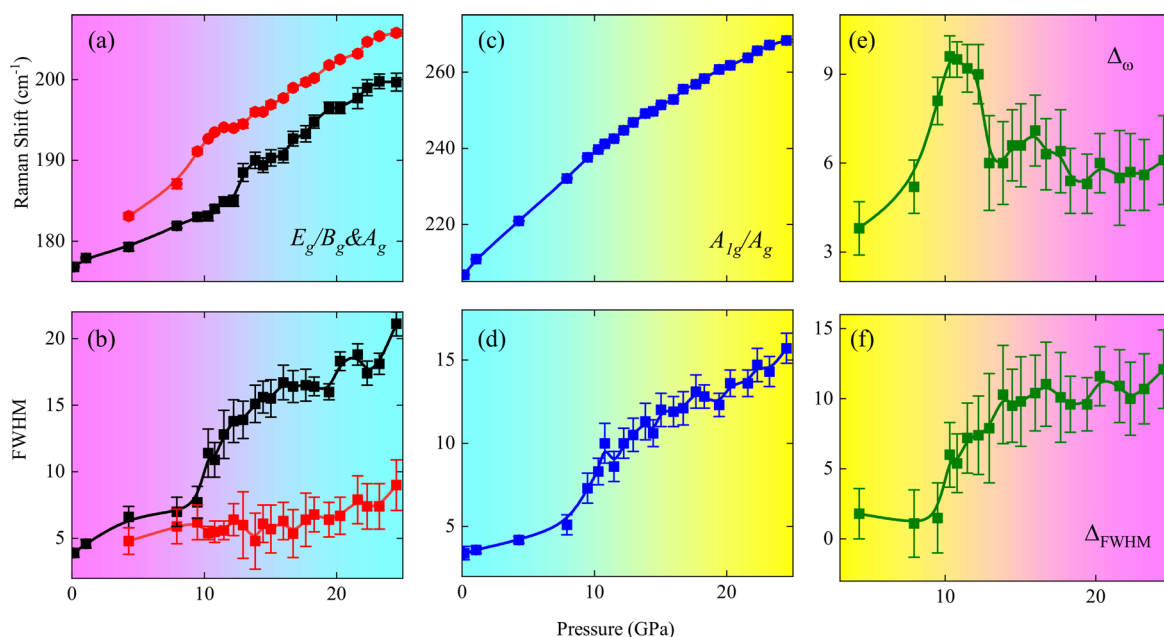 (a)
(c)
(e)
Δω
Raman Shift (cm⁻¹)
200
190
180
260
240
220
9
6
3
E_g/B_g&A_g
A_1g/A_g
(b)
(d)
(f)
FWHM
20
15
10
5
15
10
5
15
10
5
0
Δ_FWHM
0 10 20
0 10 20
10 20
Pressure (GPa)